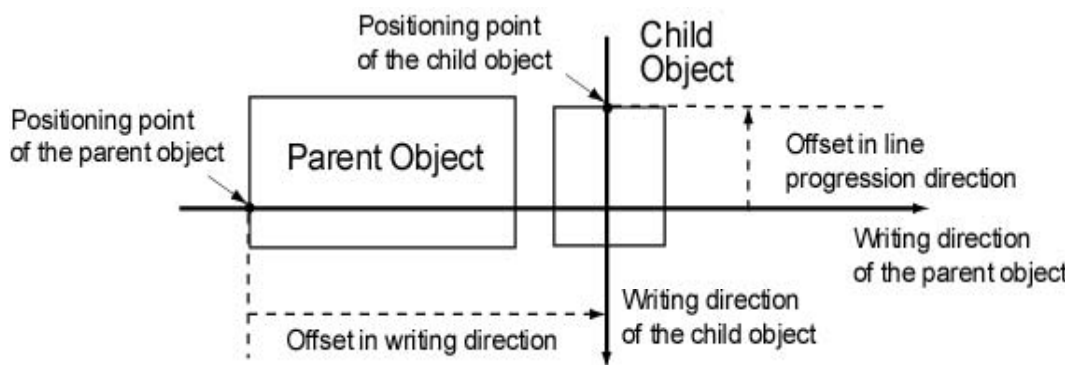 Positioning point
of the child object
Child
Object
Positioning point
of the parent object
Parent Object
Offset in line
progression direction
Writing direction
of the parent object
Offset in writing direction
Writing direction
of the child object